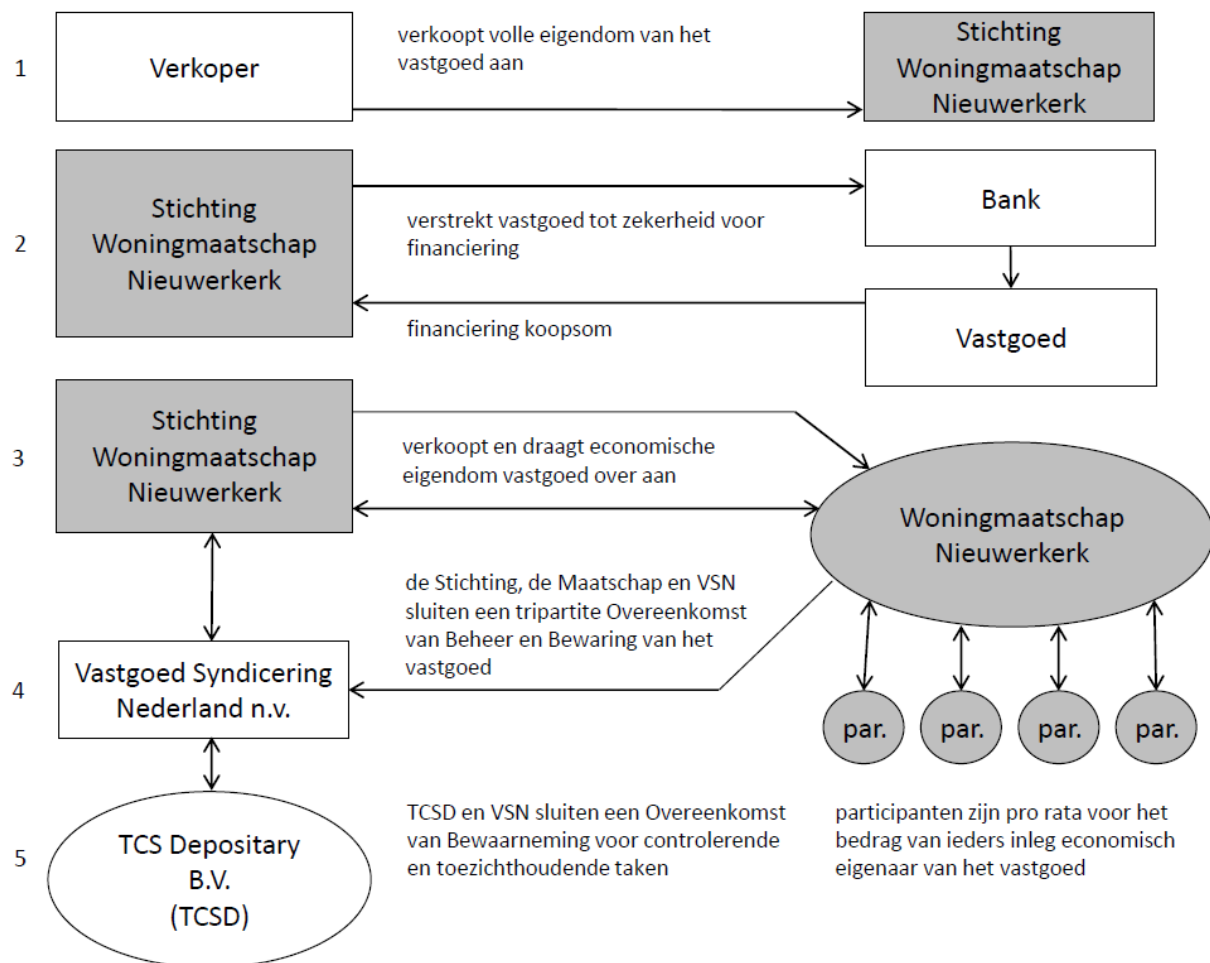 1
Verkoper
verkoopt volle eigendom van het
vastgoed aan
Stichting
Woningmaatschap
Nieuwerkerk
2
Stichting
Woningmaatschap
Nieuwerkerk
verstrekt vastgoed tot zekerheid voor
financiering
financiering koopsom
Bank
Vastgoed
3
Stichting
Woningmaatschap
Nieuwerkerk
verkoopt en draagt economische
eigendom vastgoed over aan
Woningmaatschap
Nieuwerkerk
de Stichting, de Maatschap en VSN
sluiten een tripartite Overeenkomst
van Beheer en Bewaring van het
vastgoed
4
Vastgoed Syndicering
Nederland n.v.
par.
par.
par.
par.
5
TCS Depositary
B.V.
(TCSD)
TCSD en VSN sluiten een Overeenkomst
van Bewaarneming voor controlerende
en toezichthoudende taken
participanten zijn pro rata voor het
bedrag van ieders inleg economisch
eigenaar van het vastgoed